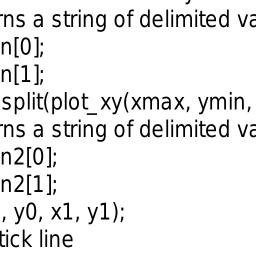 rns a string of delimited va
n[0];
n[1];
split(plot_xy(xmax, ymin,
rns a string of delimited va
n2[0];
n2[1];
, y0, x1, y1);
tick line